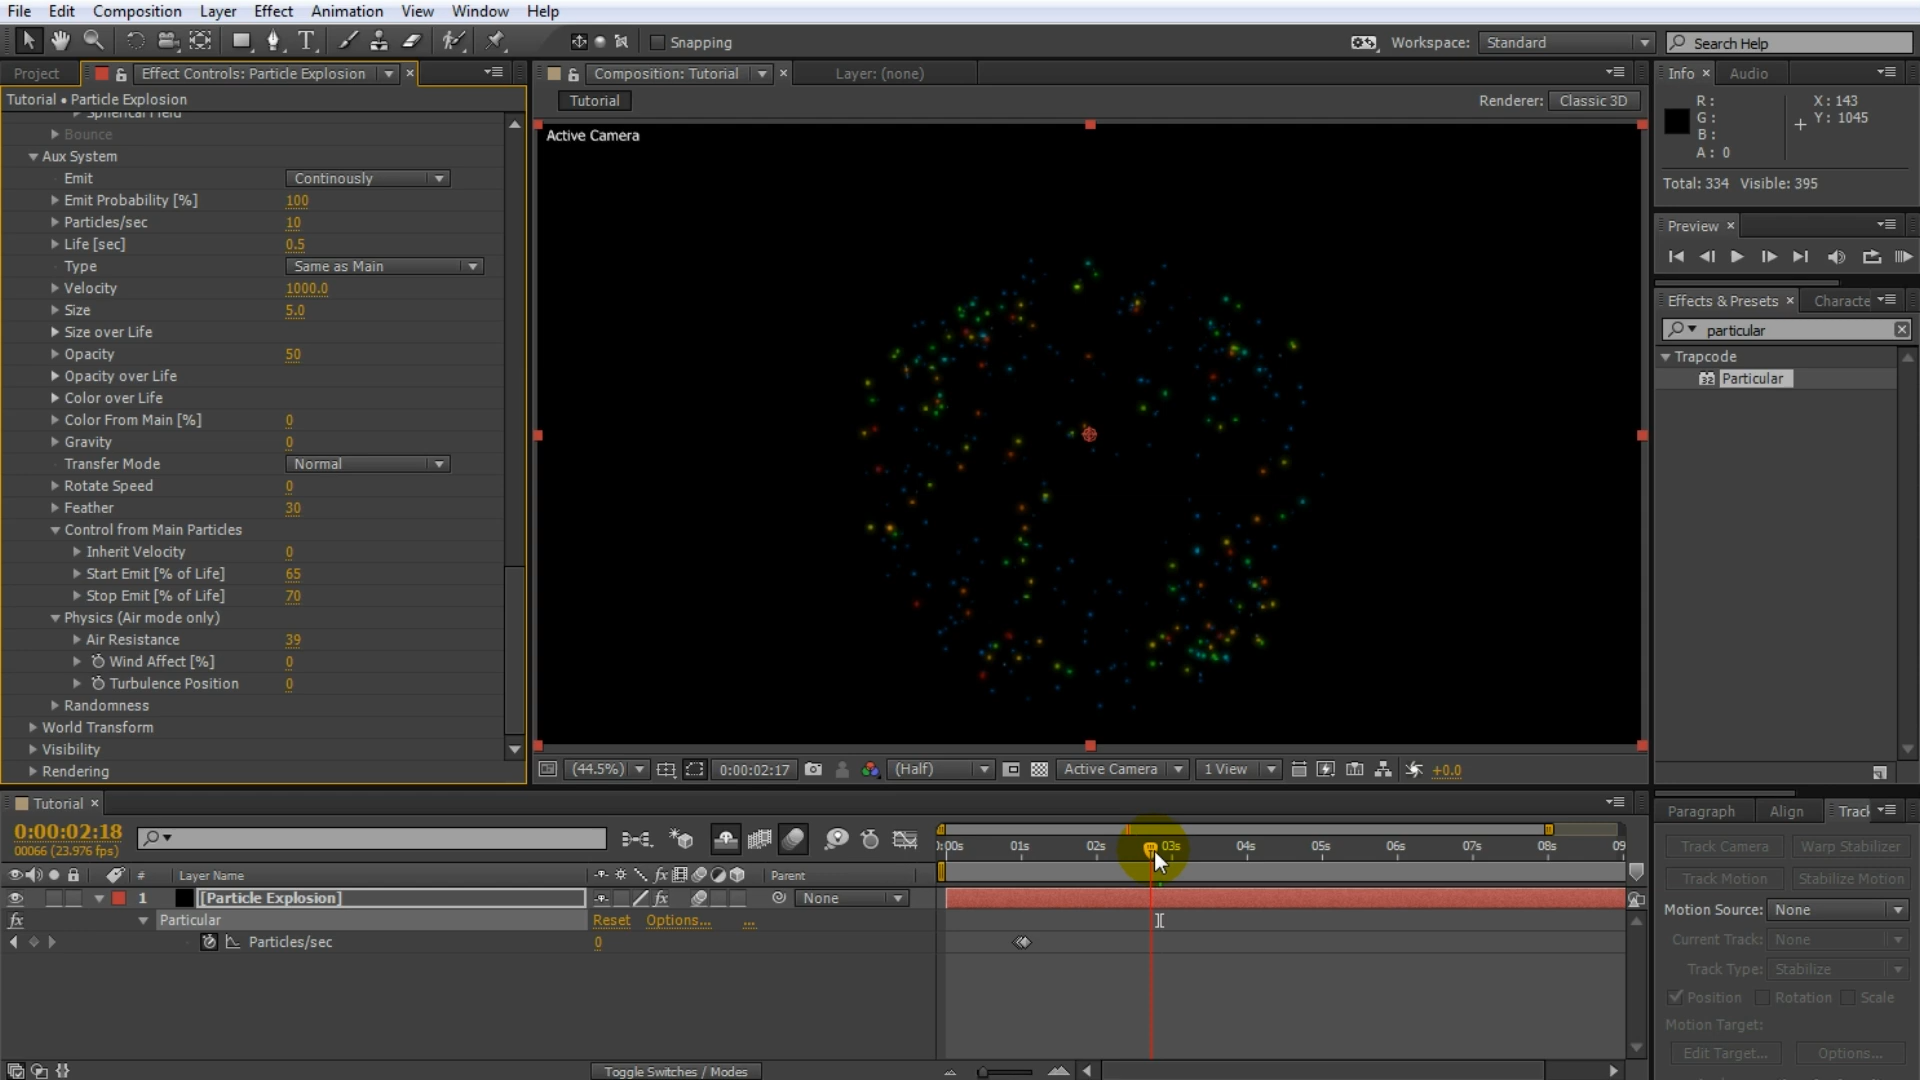 File Edit Composition Layer Effect Animation View Window Help
Snapping
Workspace: Standard
Search Help
Project
Effect Controls: Particle Explosion
Composition: Tutorial
Layer: (none)
Info
Audio
Tutorial • Particle Explosion
Tutorial
Renderer: Classic 3D
R:
G:
B:
A: 0
X: 143
Y: 1045
Total: 334 Visible: 395
Spherical Field
Bounce
Aux System
Emit Continously
Emit Probability [%] 100
Particles/sec 10
Life [sec] 0.5
Type Same as Main
Velocity 1000.0
Size 5.0
Size over Life
Opacity 50
Opacity over Life
Color over Life
Color From Main [%] 0
Gravity 0
Transfer Mode Normal
Rotate Speed 0
Feather 30
Control from Main Particles
Inherit Velocity 0
Start Emit [% of Life] 65
Stop Emit [% of Life] 70
Physics (Air mode only)
Air Resistance 39
Wind Affect [%] 0
Turbulence Position 0
Randomness
World Transform
Visibility
Rendering
Active Camera
(44.5%) 0:00:02:17 (Half) Active Camera 1 View +0.0
Preview
Effects & Presets
Characte
particular
Trapcode
32 Particular
Tutorial
0:00:02:18
00066 (23.976 fps)
0:00s 01s 02s 03s 04s 05s 06s 07s 08s 09
# Layer Name Parent
1 [Particle Explosion] None
fx Particular Reset Options... ...
Particles/sec 0
Toggle Switches / Modes
Paragraph Align Track
Track Camera Warp Stabilizer
Track Motion Stabilize Motion
Motion Source: None
Current Track: None
Track Type: Stabilize
Position Rotation Scale
Motion Target:
Edit Target... Options...